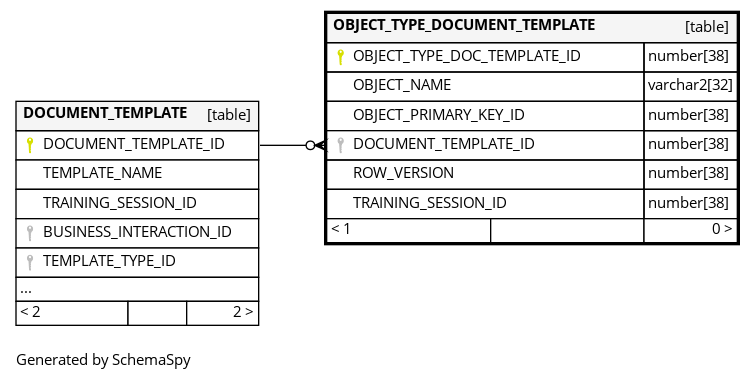 OBJECT_TYPE_DOCUMENT_TEMPLATE [table]
OBJECT_TYPE_DOC_TEMPLATE_ID number[38]
OBJECT_NAME varchar2[32]
OBJECT_PRIMARY_KEY_ID number[38]
DOCUMENT_TEMPLATE_ID number[38]
ROW_VERSION number[38]
TRAINING_SESSION_ID number[38]
< 1 0 >
DOCUMENT_TEMPLATE [table]
DOCUMENT_TEMPLATE_ID
TEMPLATE_NAME
TRAINING_SESSION_ID
BUSINESS_INTERACTION_ID
TEMPLATE_TYPE_ID
...
< 2 2 >
Generated by SchemaSpy